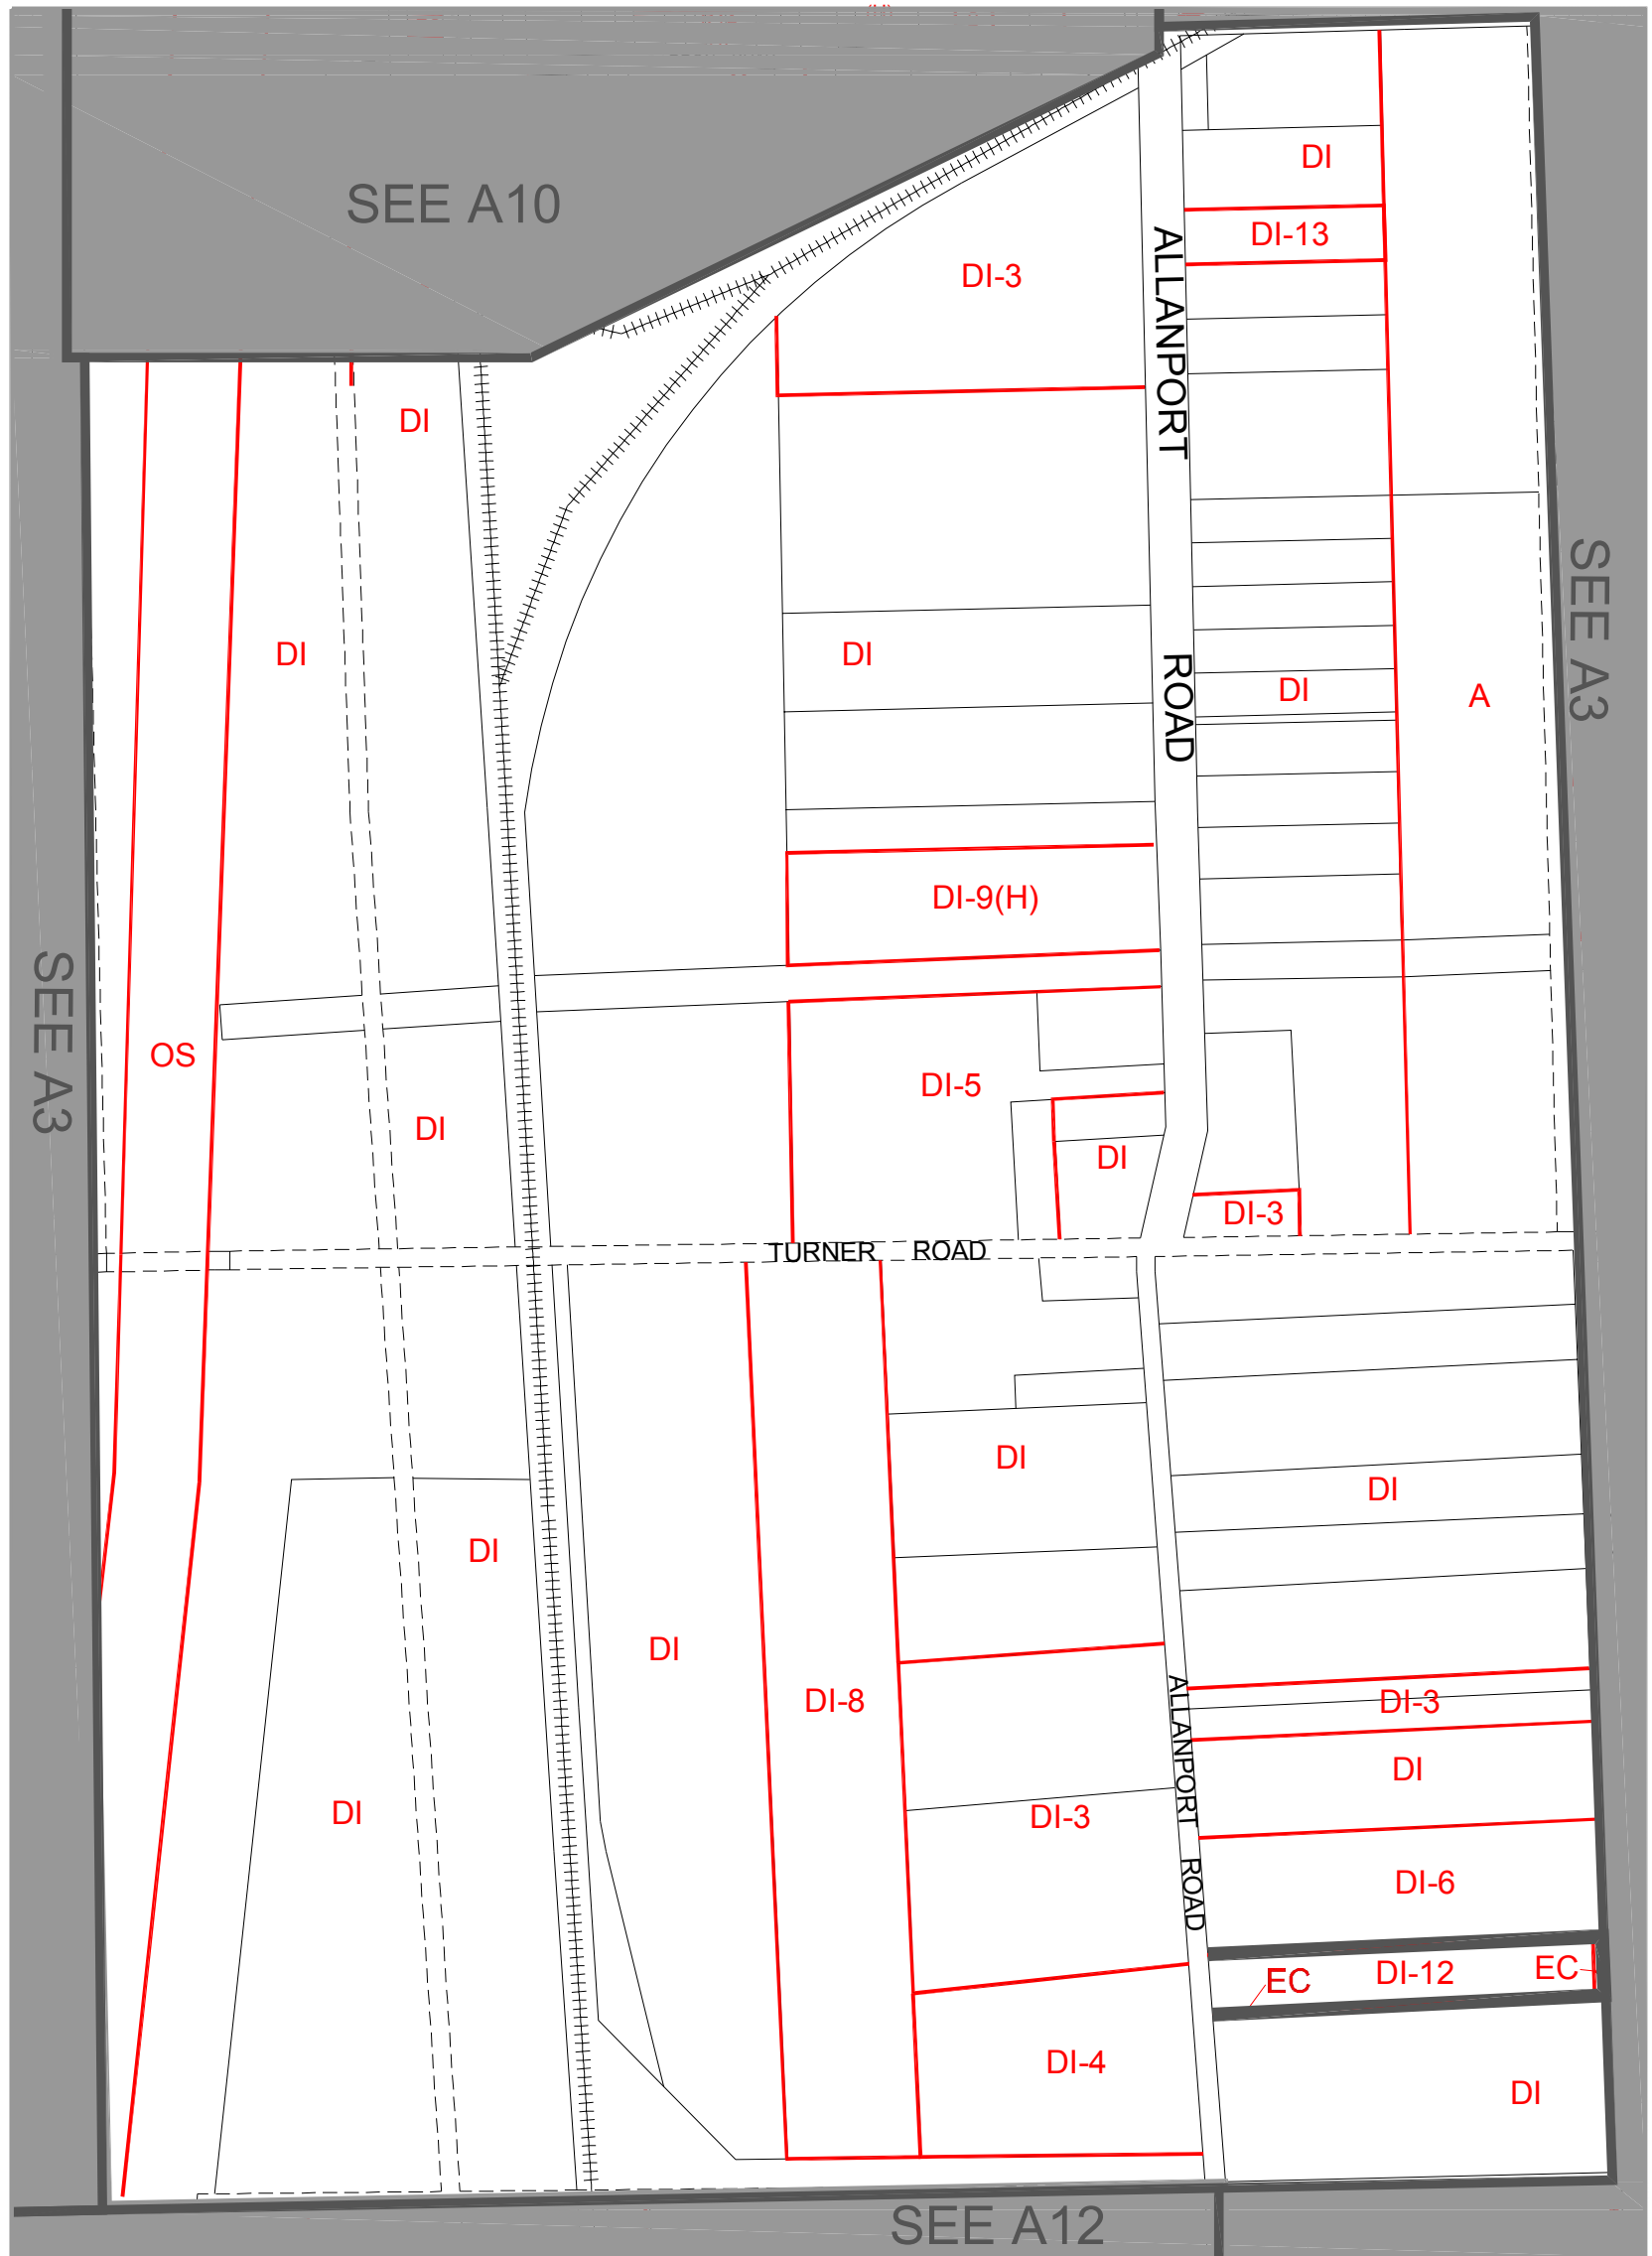 (H)
DI
SEE A10
DI-13
DI-3
ALLANPORT
DI
SEE A3
DI
DI
ROAD
DI
A
DI-9(H)
SEE A3
OS
DI-5
DI
DI
DI-3
TURNER ROAD
DI
DI
DI
DI
DI-8
DI-3
ALLANPORT
DI
DI
DI-3
DI-6
ROAD
EC
DI-12
EC
DI-4
DI
SEE A12